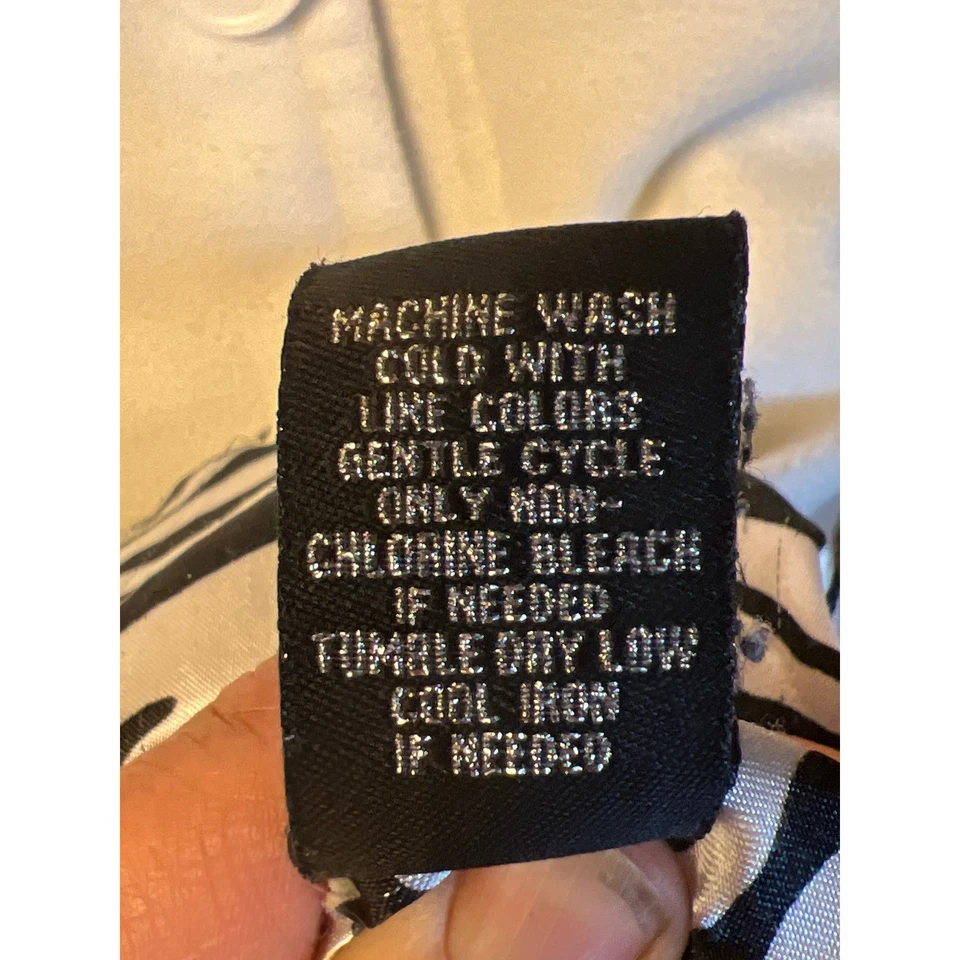 MACHINE WASH
COLD WITH
LIKE COLORS
GENTLE CYCLE
ONLY NON-
CHLORINE BLEACH
IF NEEDED
TUMBLE DRY LOW
COOL IRON
IF NEEDED